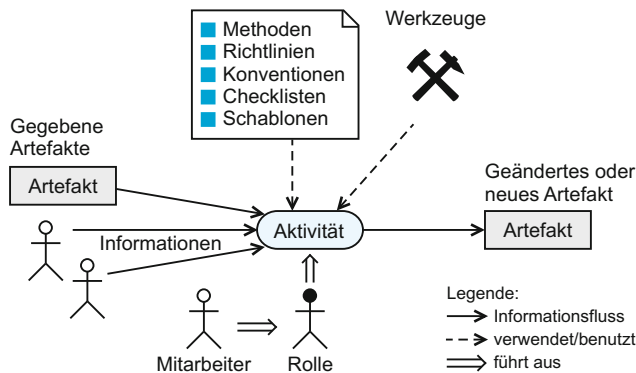 Methoden
Richtlinien
Konventionen
Checklisten
Schablonen
Werkzeuge
Gegebene
Artefakte
Artefakt
Informationen
Aktivität
Geändertes oder
neues Artefakt
Artefakt
Mitarbeiter
Rolle
Legende:
Informationsfluss
verwendet/benutzt
führt aus